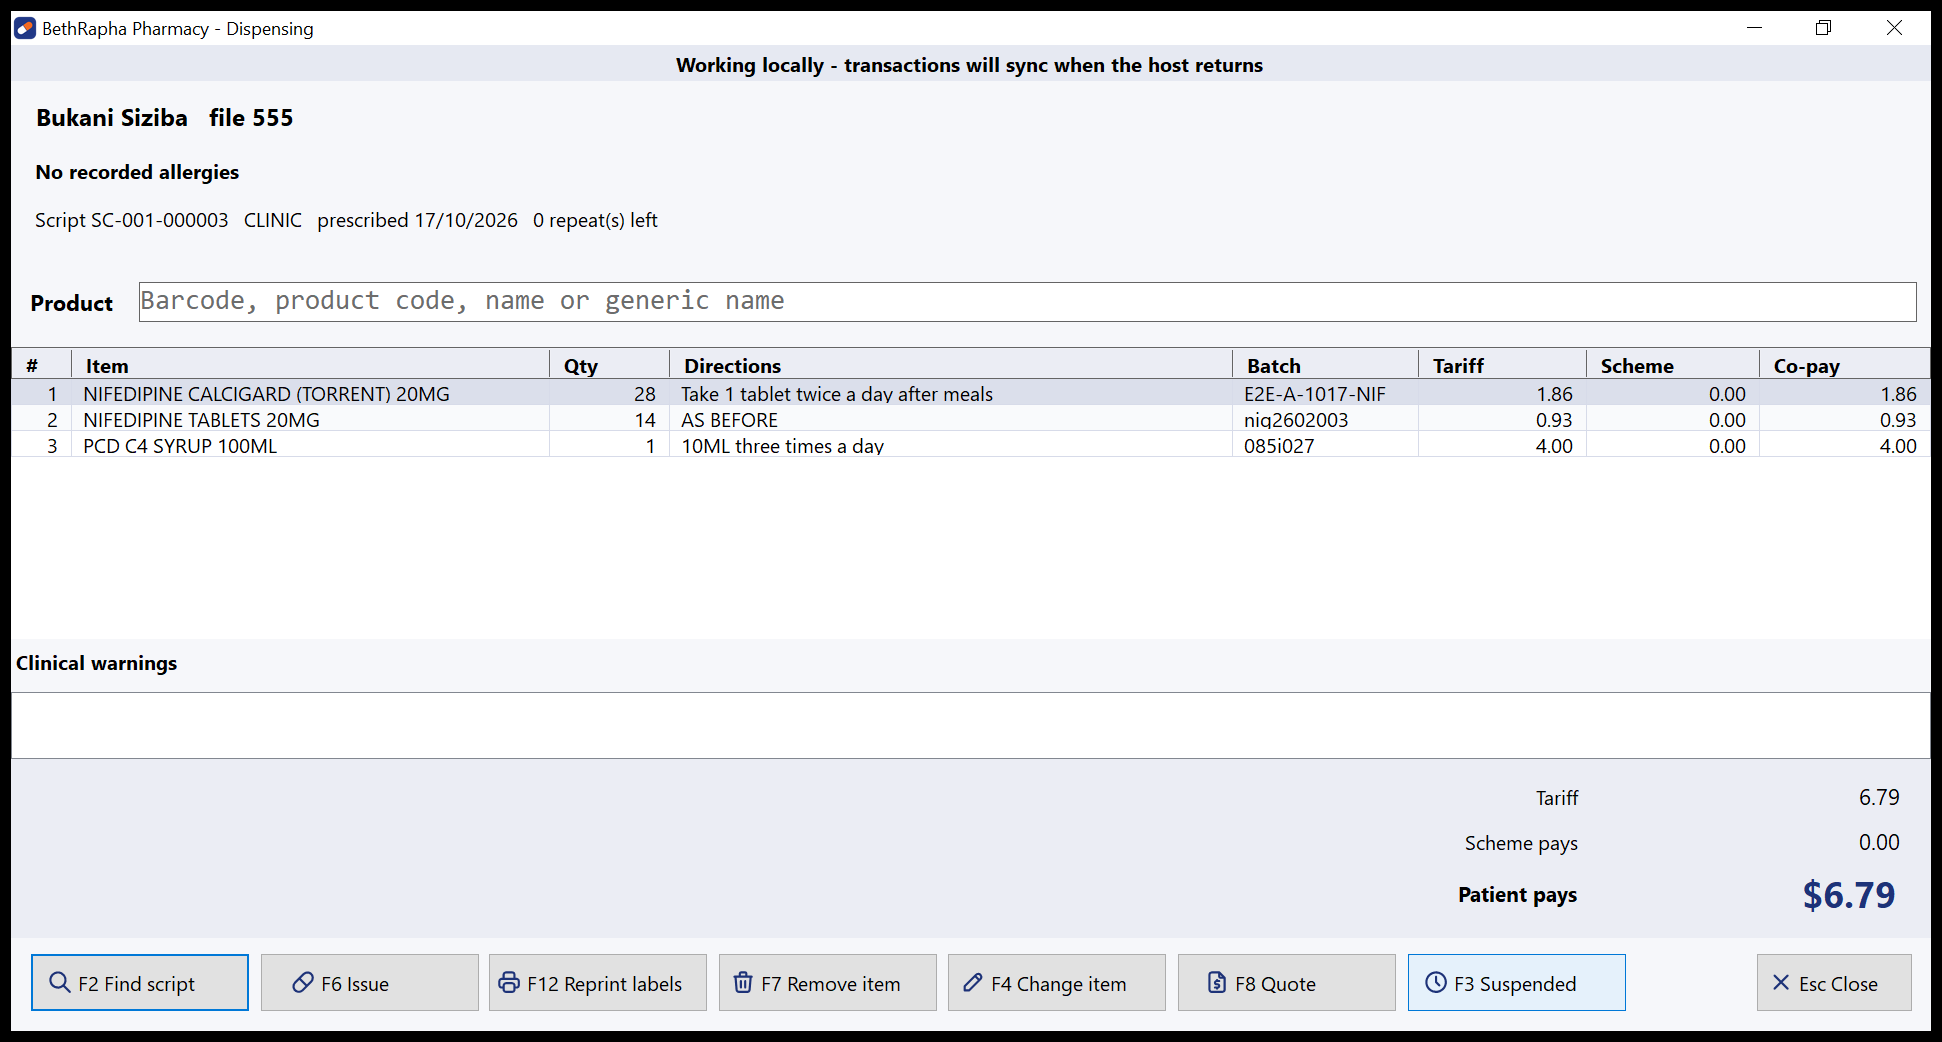 BethRapha Pharmacy - Dispensing
Working locally - transactions will sync when the host returns
Bukani Siziba file 555
No recorded allergies
Script SC-001-000003 CLINIC prescribed 17/10/2026 0 repeat(s) left
Product Barcode, product code, name or generic name
# Item Qty Directions Batch Tariff Scheme Co-pay
1 NIFEDIPINE CALCIGARD (TORRENT) 20MG 28 Take 1 tablet twice a day after meals E2E-A-1017-NIF 1.86 0.00 1.86
2 NIFEDIPINE TABLETS 20MG 14 AS BEFORE 0.93 0.00 0.93
3 PCD C4 SYRUP 100ML 1 10ML three times a day 4.00 0.00 4.00
Clinical warnings
Tariff 6.79
Scheme pays 0.00
Patient pays $6.79
F2 Find script F6 Issue F12 Reprint labels F7 Remove item F4 Change item F8 Quote F3 Suspended Esc Close